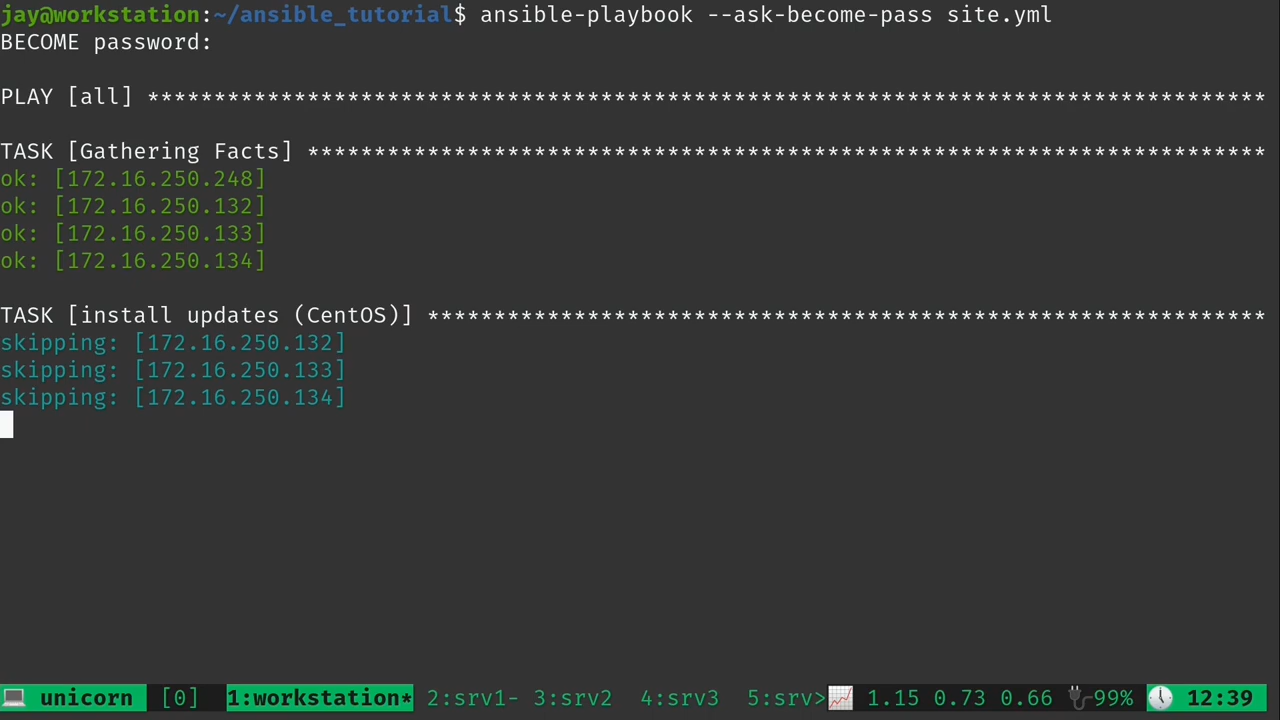 jay@workstation:~/ansible_tutorial$ ansible-playbook --ask-become-pass site.yml
BECOME password:
PLAY [all] ************************************************************************************
TASK [Gathering Facts] ************************************************************************
ok: [172.16.250.248]
ok: [172.16.250.132]
ok: [172.16.250.133]
ok: [172.16.250.134]
TASK [install updates (CentOS)] ***************************************************************
skipping: [172.16.250.132]
skipping: [172.16.250.133]
skipping: [172.16.250.134]
unicorn [0] 1:workstation* 2:srv1- 3:srv2 4:srv3 5:srv> 1.15 0.73 0.66 99% 12:39